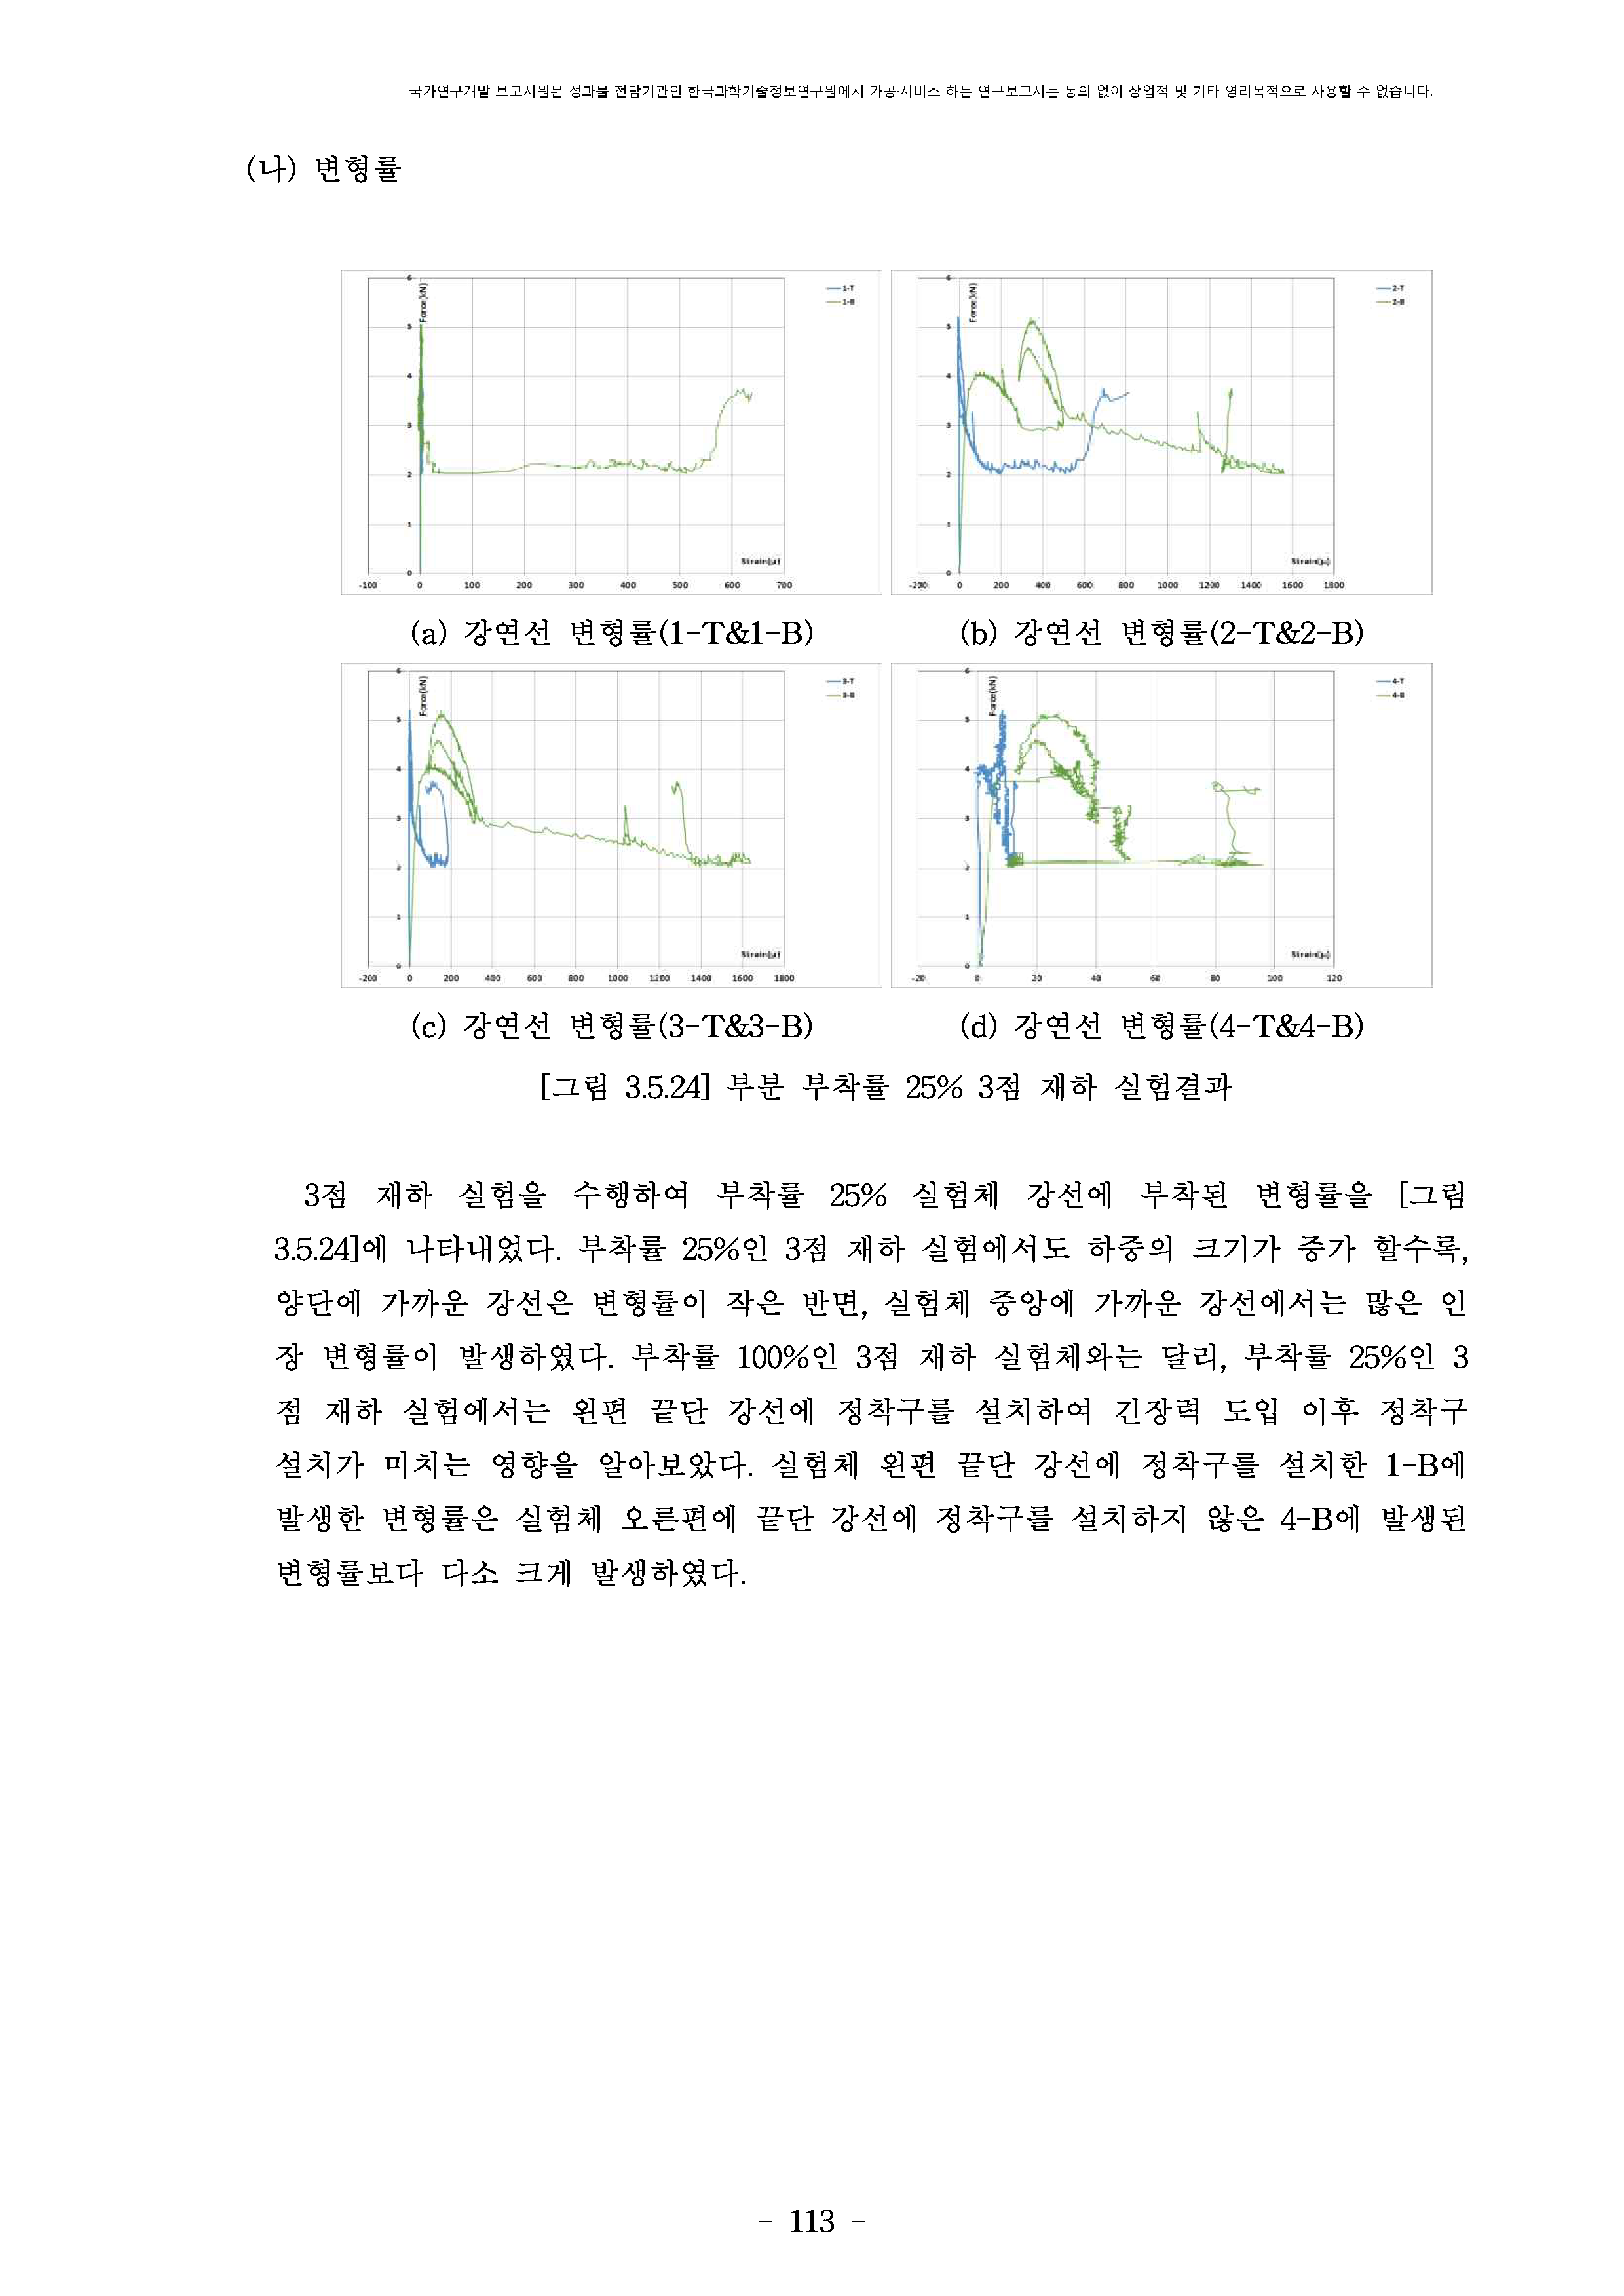 국가연구개발 보고서원문 성과물 전담기관인 한국과학기술정보연구원에서 가공·서비스 하는 연구보고서는 동의 없이 상업적 및 기타 영리목적으로 사용할 수 없습니다.
(나) 변형률
6
5
4
3
2
1
0
Force(kN)
1-T
1-B
Strain(μ)
-100 0 100 200 300 400 500 600 700
6
5
4
3
2
1
0
Force(kN)
2-T
2-B
Strain(μ)
-200 0 200 400 600 800 1000 1200 1400 1600 1800
(a) 강연선 변형률(1-T&1-B) (b) 강연선 변형률(2-T&2-B)
6
5
4
3
2
1
0
Force(kN)
3-T
3-B
Strain(μ)
-200 0 200 400 600 800 1000 1200 1400 1600 1800
6
5
4
3
2
1
0
Force(kN)
4-T
4-B
Strain(μ)
-20 0 20 40 60 80 100 120
(c) 강연선 변형률(3-T&3-B) (d) 강연선 변형률(4-T&4-B)
[그림 3.5.24] 부분 부착률 25% 3점 재하 실험결과
3점 재하 실험을 수행하여 부착률 25% 실험체 강선에 부착된 변형률을 [그림
3.5.24]에 나타내었다. 부착률 25%인 3점 재하 실험에서도 하중의 크기가 증가 할수록,
양단에 가까운 강선은 변형률이 작은 반면, 실험체 중앙에 가까운 강선에서는 많은 인
장 변형률이 발생하였다. 부착률 100%인 3점 재하 실험체와는 달리, 부착률 25%인 3
점 재하 실험에서는 왼편 끝단 강선에 정착구를 설치하여 긴장력 도입 이후 정착구
설치가 미치는 영향을 알아보았다. 실험체 왼편 끝단 강선에 정착구를 설치한 1-B에
발생한 변형률은 실험체 오른편에 끝단 강선에 정착구를 설치하지 않은 4-B에 발생된
변형률보다 다소 크게 발생하였다.
- 113 -